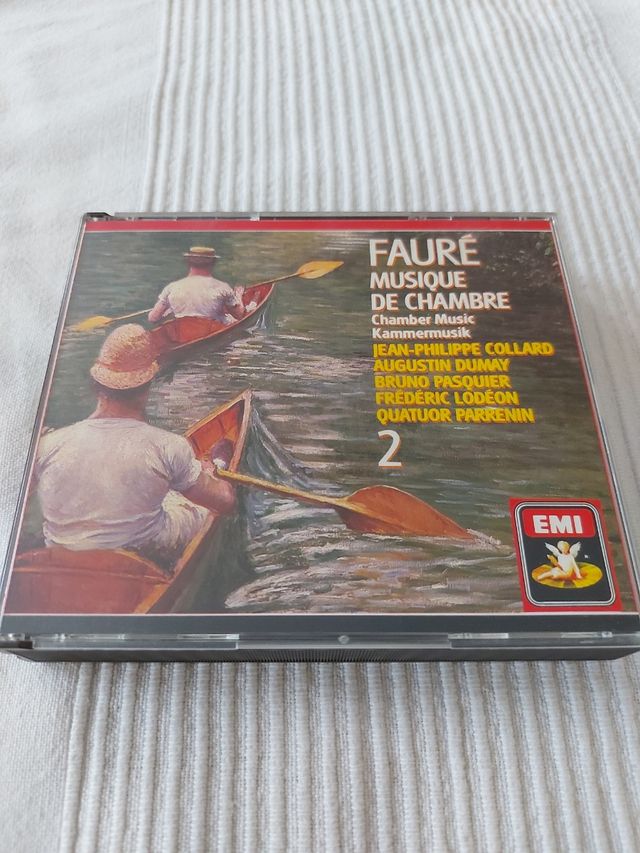 FAURÉ
MUSIQUE
DE CHAMBRE
Chamber Music
Kammermusik
JEAN-PHILIPPE COLLARD
AUGUSTIN DUMAY
BRUNO PASQUIER
FRÉDÉRIC LODÉON
QUATUOR PARRENIN
2
EMI